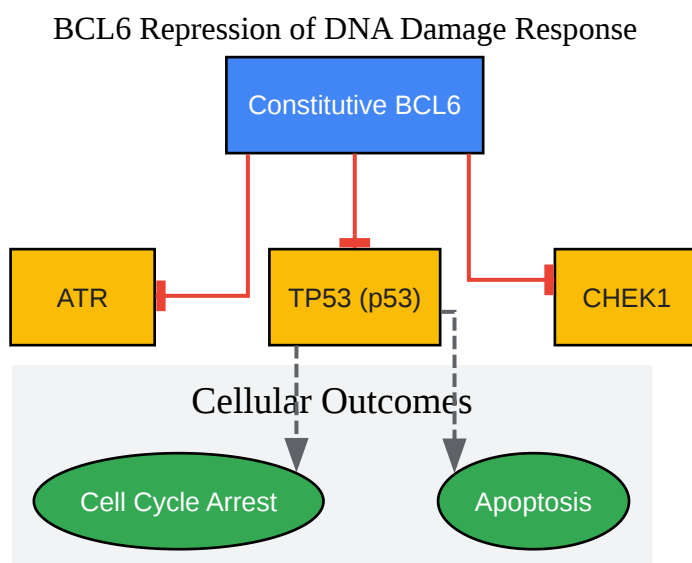 BCL6 Repression of DNA Damage Response
Constitutive BCL6
ATR
TP53 (p53)
CHEK1
Cellular Outcomes
Cell Cycle Arrest
Apoptosis